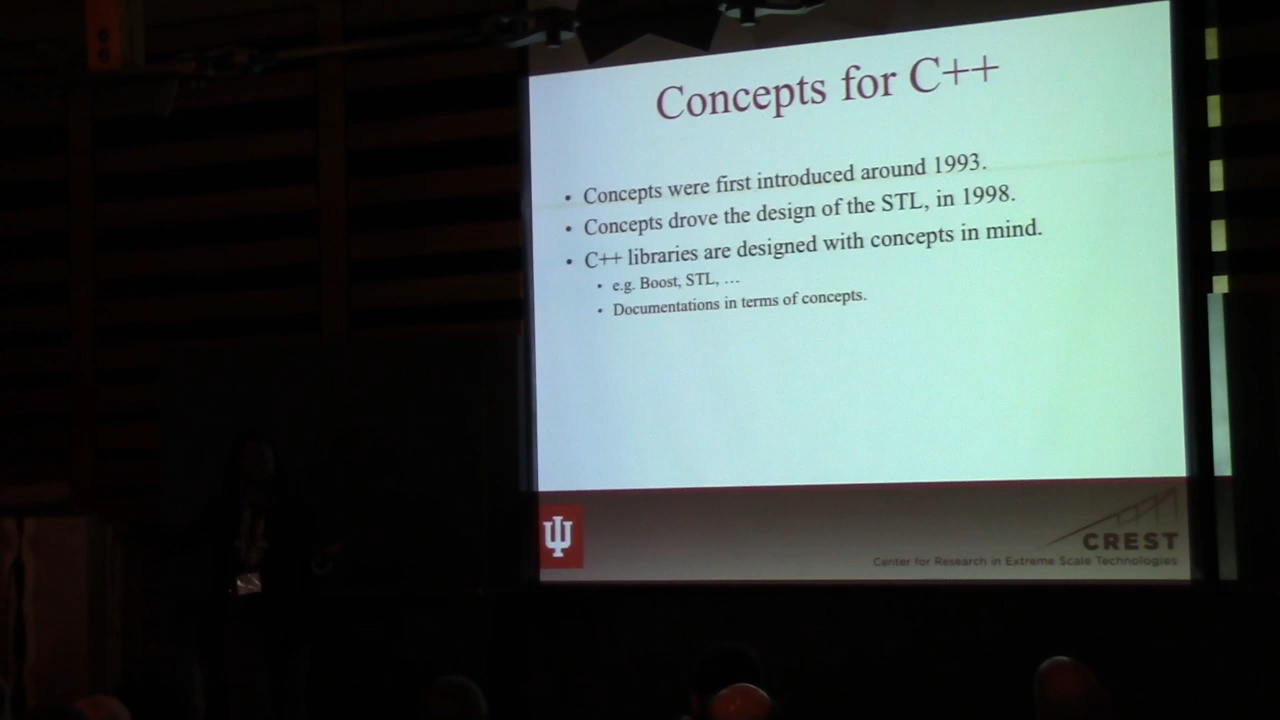 Concepts for C++
• Concepts were first introduced around 1993.
• Concepts drove the design of the STL, in 1998.
• C++ libraries are designed with concepts in mind.
• e.g. Boost, STL, …
• Documentations in terms of concepts.
CREST
Center for Research in Extreme Scale Technologies